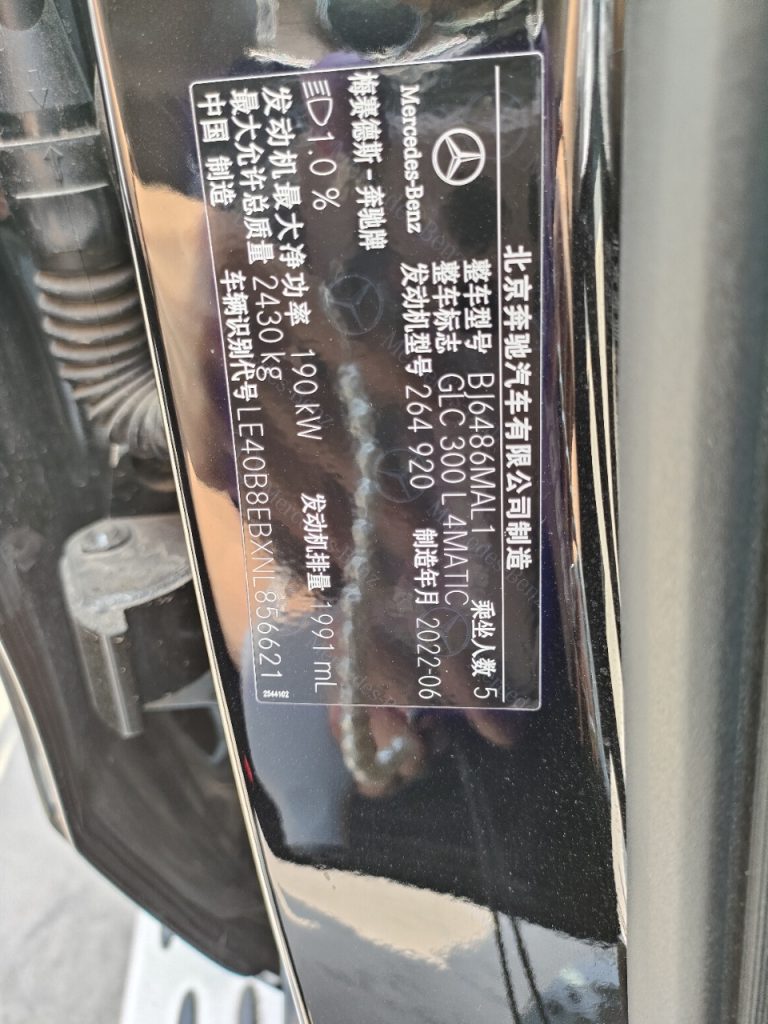 北京奔驰汽车有限公司制造
Mercedes-Benz
整车型号 BJ6486MAL1 乘坐人数 5
整车标志 GLC 300 L 4MATIC
发动机型号 264 920 制造年月 2022-06
梅赛德斯-奔驰牌
1.0 %
发动机排量 1991 mL
发动机最大净功率 190 kW
最大允许总质量 2430 kg
中国 制造 车辆识别代号 LE40B8EBXNL856621
2544102